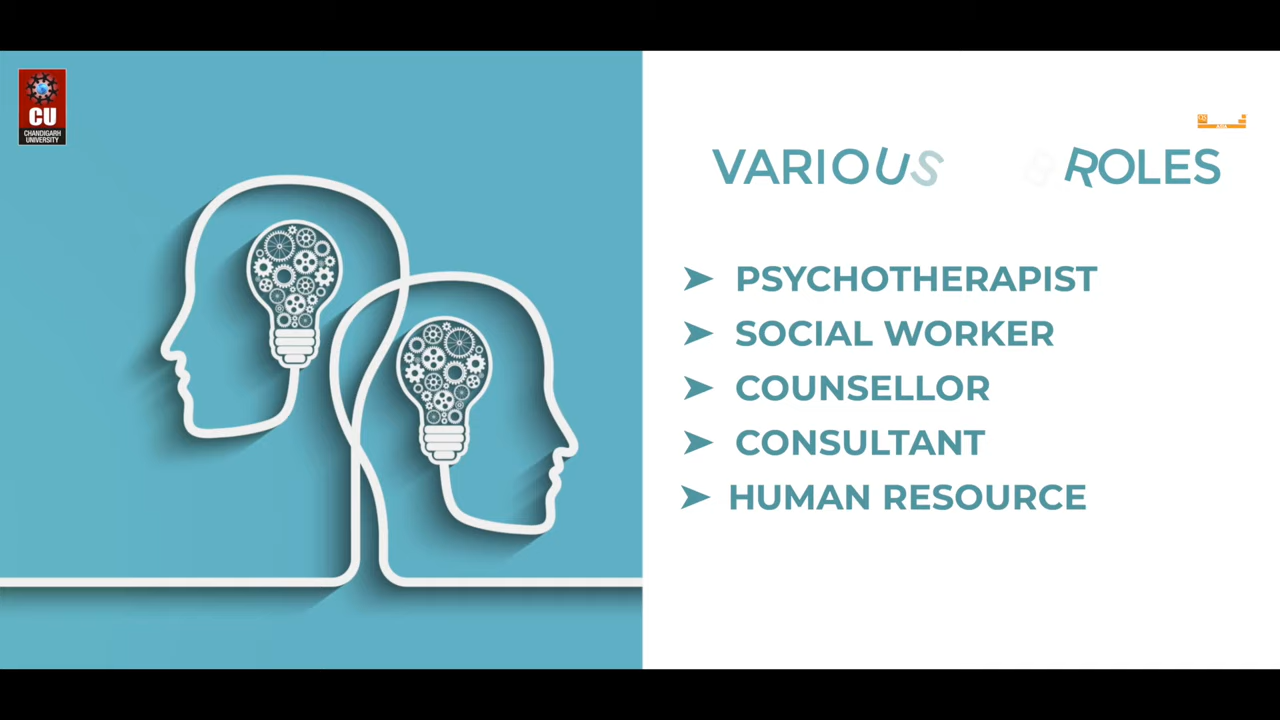 CU
CHANDIGARH
UNIVERSITY
VARIOUS ROLES
➤ PSYCHOTHERAPIST
➤ SOCIAL WORKER
➤ COUNSELLOR
➤ CONSULTANT
➤ HUMAN RESOURCE